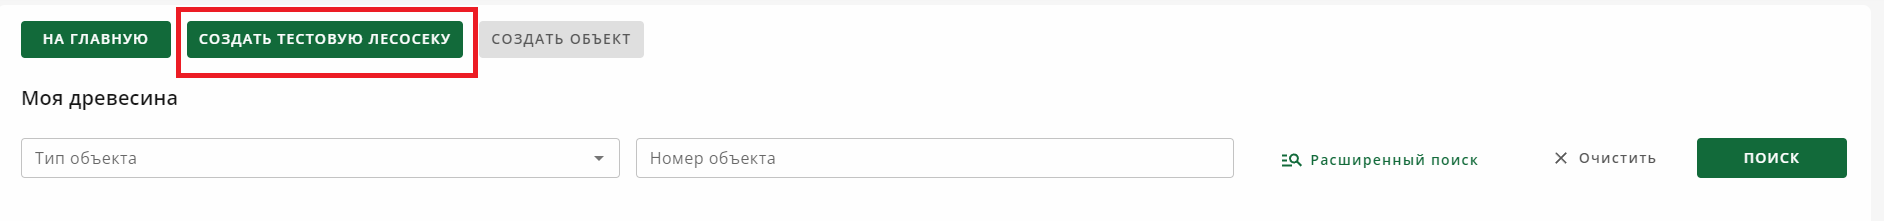 НА ГЛАВНУЮ СОЗДАТЬ ТЕСТОВУЮ ЛЕСОСЕКУ СОЗДАТЬ ОБЪЕКТ
Моя древесина
Тип объекта Номер объекта Расширенный поиск Очистить ПОИСК